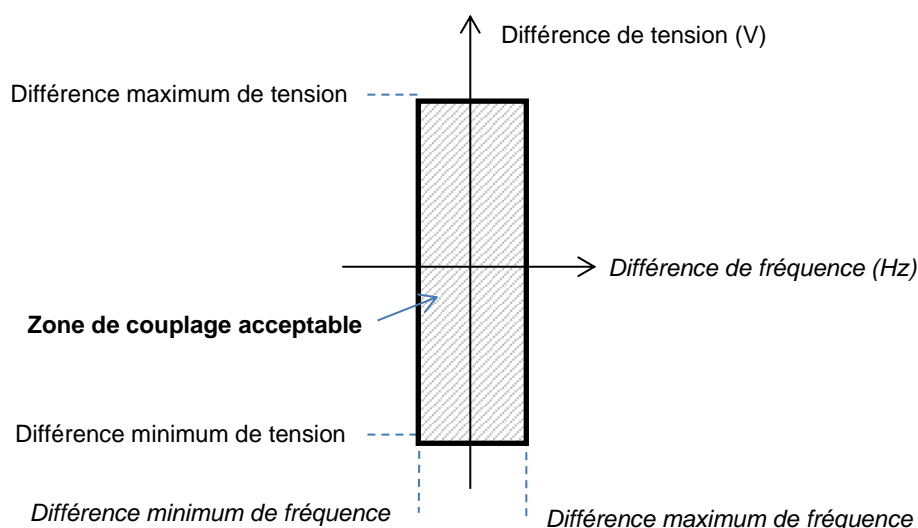 Différence de tension (V)
Différence maximum de tension
Différence de fréquence (Hz)
Zone de couplage acceptable
Différence minimum de tension
Différence minimum de fréquence
Différence maximum de fréquence